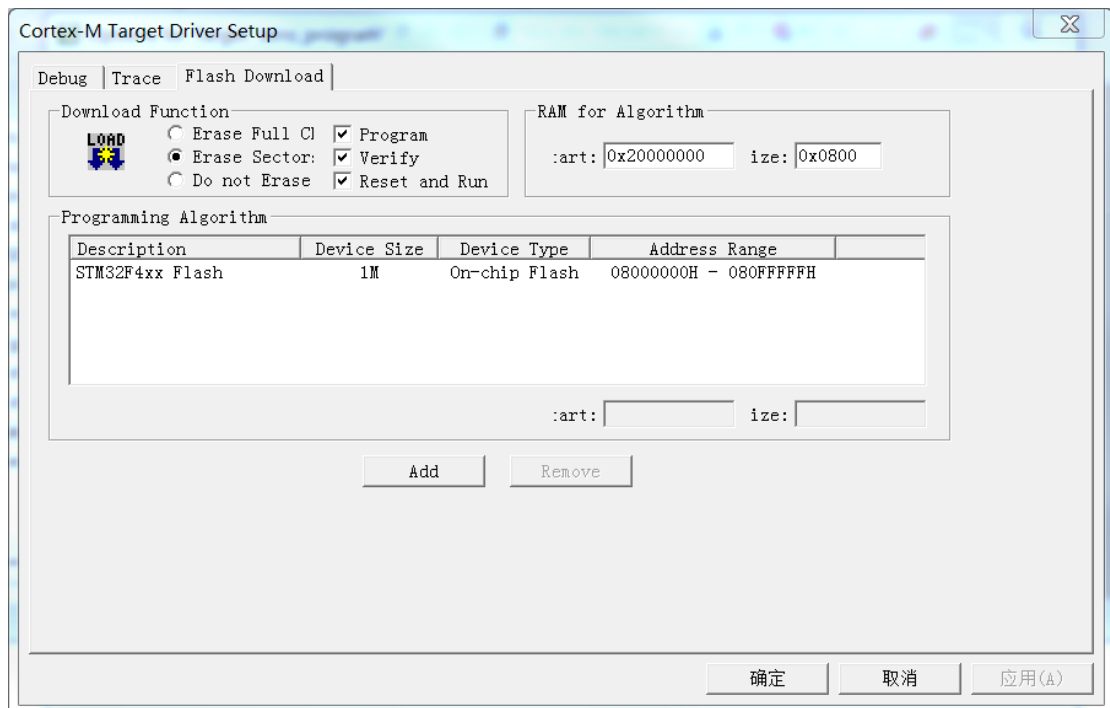 Cortex-M Target Driver Setup
Debug Trace Flash Download
Download Function
LOAD
Erase Full Cl
Erase Sector:
Do not Erase
Program
Verify
Reset and Run
RAM for Algorithm
:art: 0x20000000 ize: 0x0800
Programming Algorithm
Description Device Size Device Type Address Range
STM32F4xx Flash 1M On-chip Flash 08000000H - 080FFFFFH
:art: ize:
Add Remove
确定 取消 应用(A)